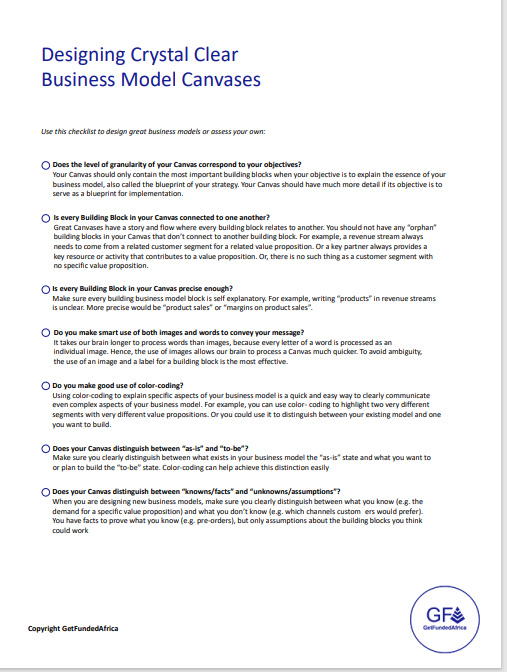 Designing Crystal Clear
Business Model Canvases
Use this checklist to design great business models or assess your own:
Does the level of granularity of your Canvas correspond to your objectives?
Your Canvas should only contain the most important building blocks when your objective is to explain the essence of your
business model, also called the blueprint of your strategy. Your Canvas should have much more detail if its objective is to
serve as a blueprint for implementation.
Is every Building Block in your Canvas connected to one another?
Great Canvases have a story and flow where every building block relates to another. You should not have any “orphan”
building blocks in your Canvas that don’t connect to another building block. For example, a revenue stream always
needs to come from a related customer segment for a related value proposition. Or a key partner always provides a
key resource or activity that contributes to a value proposition. Or, there is no such thing as a customer segment with
no specific value proposition.
Is every Building Block in your Canvas precise enough?
Make sure every building business model block is self explanatory. For example, writing “products” in revenue streams
is unclear. More precise would be “product sales” or “margins on product sales”.
Do you make smart use of both images and words to convey your message?
It takes our brain longer to process words than images, because every letter of a word is processed as an
individual image. Hence, the use of images allows our brain to process a Canvas much quicker. To avoid ambiguity,
the use of an image and a label for a building block is the most effective.
Do you make good use of color-coding?
Using color-coding to explain specific aspects of your business model is a quick and easy way to clearly communicate
even complex aspects of your business model. For example, you can use color- coding to highlight two very different
segments with very different value propositions. Or you could use it to distinguish between your existing model and one
you want to build.
Does your Canvas distinguish between “as-is” and “to-be”?
Make sure you clearly distinguish between what exists in your business model the “as-is” state and what you want to
or plan to build the “to-be” state. Color-coding can help achieve this distinction easily
Does your Canvas distinguish between “knowns/facts” and “unknowns/assumptions”?
When you are designing new business models, make sure you clearly distinguish between what you know (e.g. the
demand for a specific value proposition) and what you don’t know (e.g. which channels custom ers would prefer).
You have facts to prove what you know (e.g. pre-orders), but only assumptions about the building blocks you think
could work
GF
GetFundedAfrica
Copyright GetFundedAfrica